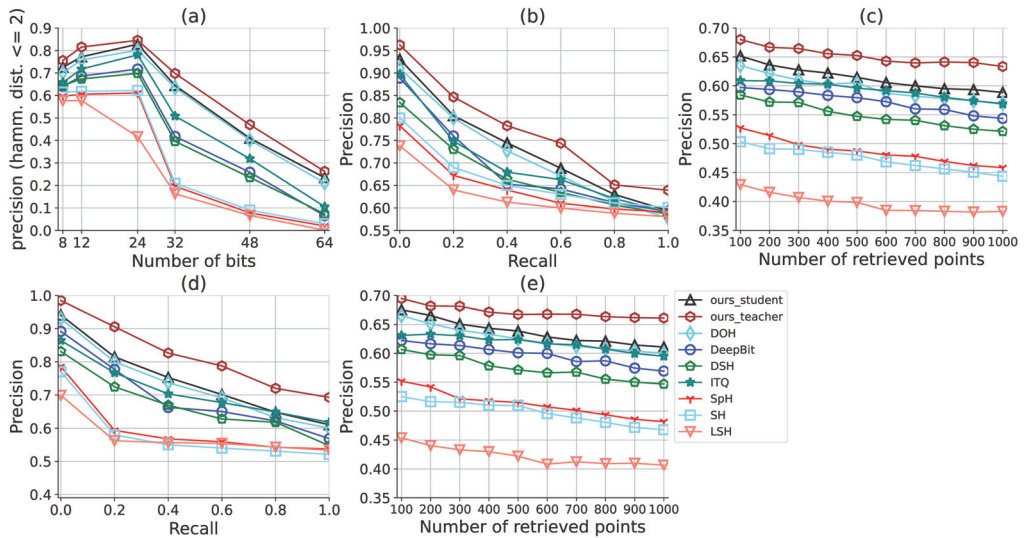 (a)
precision (hamm. dist. <= 2)
0.9
0.8
0.7
0.6
0.5
0.4
0.3
0.2
0.1
0.0
8 12 24 32 48 64
Number of bits
(b)
Precision
1.00
0.95
0.90
0.85
0.80
0.75
0.70
0.65
0.60
0.55
0.0 0.2 0.4 0.6 0.8 1.0
Recall
(c)
Precision
0.70
0.65
0.60
0.55
0.50
0.45
0.40
0.35
100 200 300 400 500 600 700 800 900 1000
Number of retrieved points
(d)
Precision
1.0
0.9
0.8
0.7
0.6
0.5
0.4
0.0 0.2 0.4 0.6 0.8 1.0
Recall
(e)
Precision
0.70
0.65
0.60
0.55
0.50
0.45
0.40
0.35
100 200 300 400 500 600 700 800 900 1000
Number of retrieved points
ours_student
ours_teacher
DOH
DeepBit
DSH
ITQ
SpH
SH
LSH